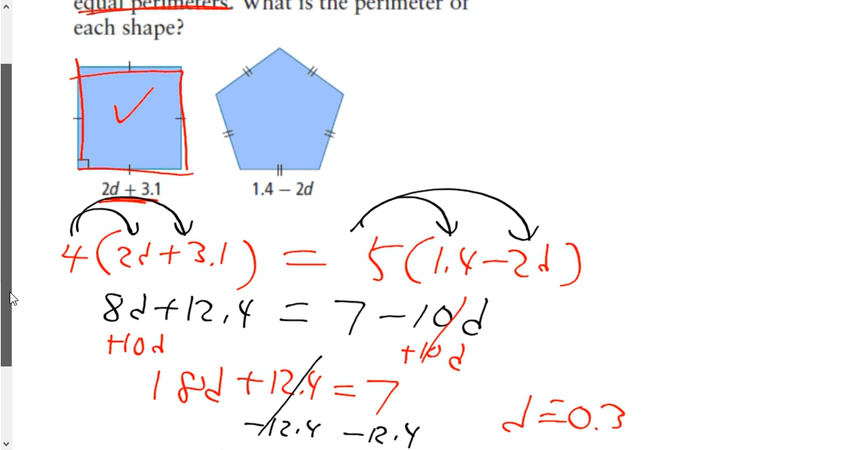 equal perimeters. What is the perimeter of
each shape?
2d + 3.1 1.4 – 2d
4(2d+3.1) = 5(1.4-2d)
8d+12.4 = 7-10d
+10d +10d
18d+12.4=7
-12.4 -12.4
d=-0.3